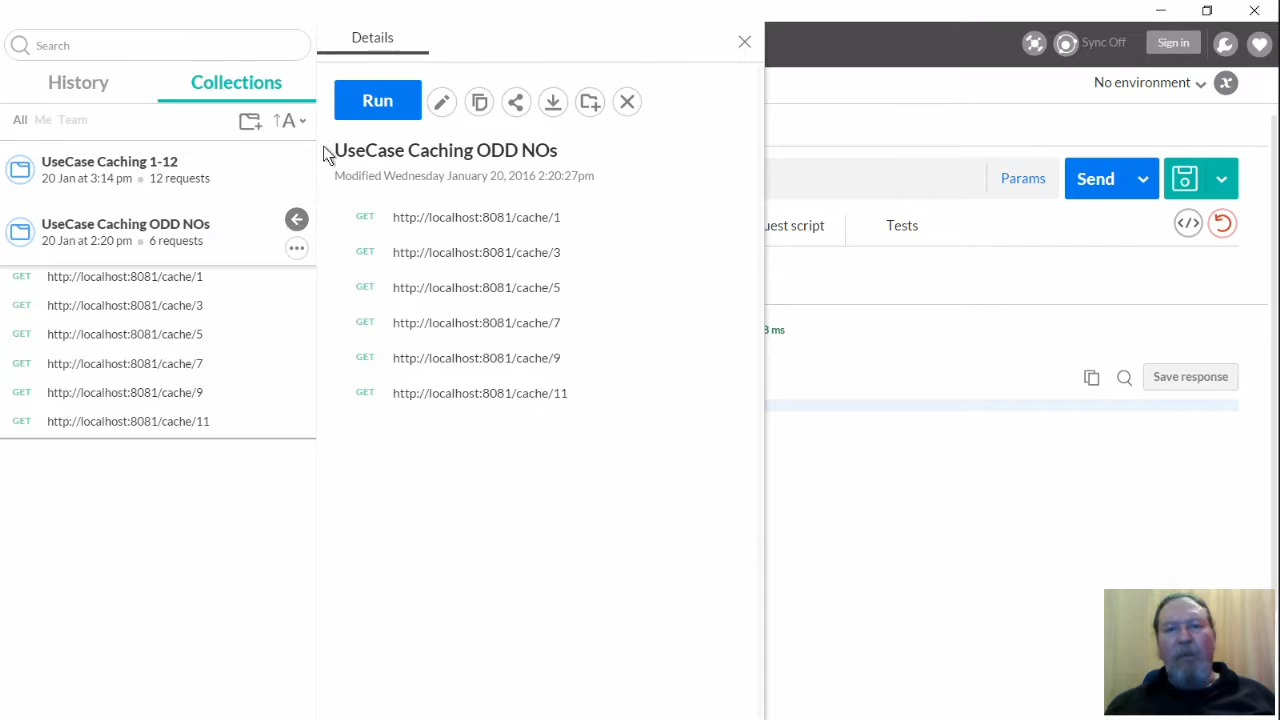 Search
History
Collections
All Me Team
A
UseCase Caching 1-12
20 Jan at 3:14 pm 12 requests
UseCase Caching ODD NOs
20 Jan at 2:20 pm 6 requests
GET http://localhost:8081/cache/1
GET http://localhost:8081/cache/3
GET http://localhost:8081/cache/5
GET http://localhost:8081/cache/7
GET http://localhost:8081/cache/9
GET http://localhost:8081/cache/11
Details
Run
UseCase Caching ODD NOs
Modified Wednesday January 20, 2016 2:20:27pm
GET http://localhost:8081/cache/1
GET http://localhost:8081/cache/3
GET http://localhost:8081/cache/5
GET http://localhost:8081/cache/7
GET http://localhost:8081/cache/9
GET http://localhost:8081/cache/11
Sync Off Sign in
No environment x
Params Send
uest script Tests
8 ms
Save response